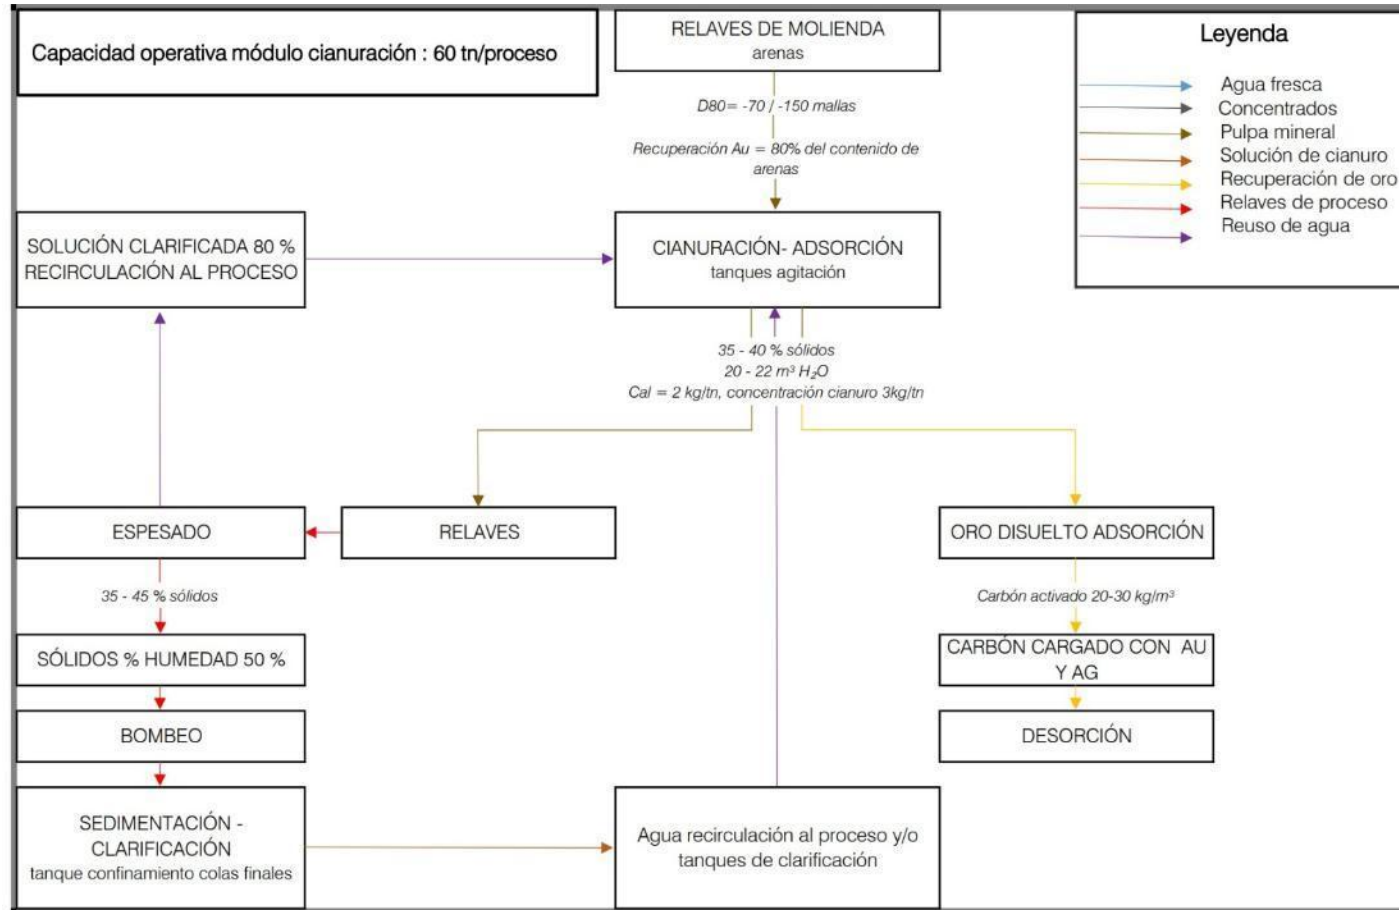 Capacidad operativa módulo cianuración : 60 tn/proceso
RELAVES DE MOLIENDA
arenas
Leyenda
Agua fresca
Concentrados
Pulpa mineral
Solución de cianuro
Recuperación de oro
Relaves de proceso
Reuso de agua
D80= -70 / -150 mallas
Recuperación Au = 80% del contenido de
arenas
SOLUCIÓN CLARIFICADA 80 %
RECIRCULACIÓN AL PROCESO
CIANURACIÓN- ADSORCIÓN
tanques agitación
35 - 40 % sólidos
20 - 22 m³ H₂O
Cal = 2 kg/tn, concentración cianuro 3kg/tn
ESPESADO
RELAVES
ORO DISUELTO ADSORCIÓN
35 - 45 % sólidos
Carbón activado 20-30 kg/m³
SÓLIDOS % HUMEDAD 50 %
CARBÓN CARGADO CON AU
Y AG
BOMBEO
DESORCIÓN
SEDIMENTACIÓN -
CLARIFICACIÓN
tanque confinamiento colas finales
Agua recirculación al proceso y/o
tanques de clarificación